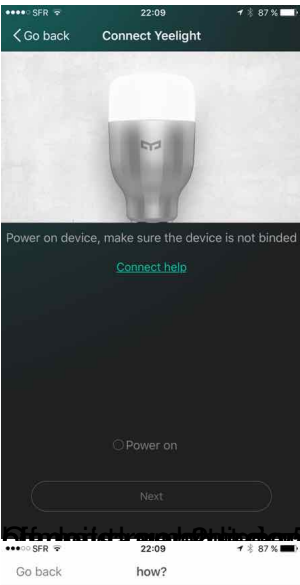 SFR 22:09 87 %
Go back Connect Yeelight
Power on device, make sure the device is not binded
Connect help
Power on
Next
SFR 22:09 87 %
Go back how?